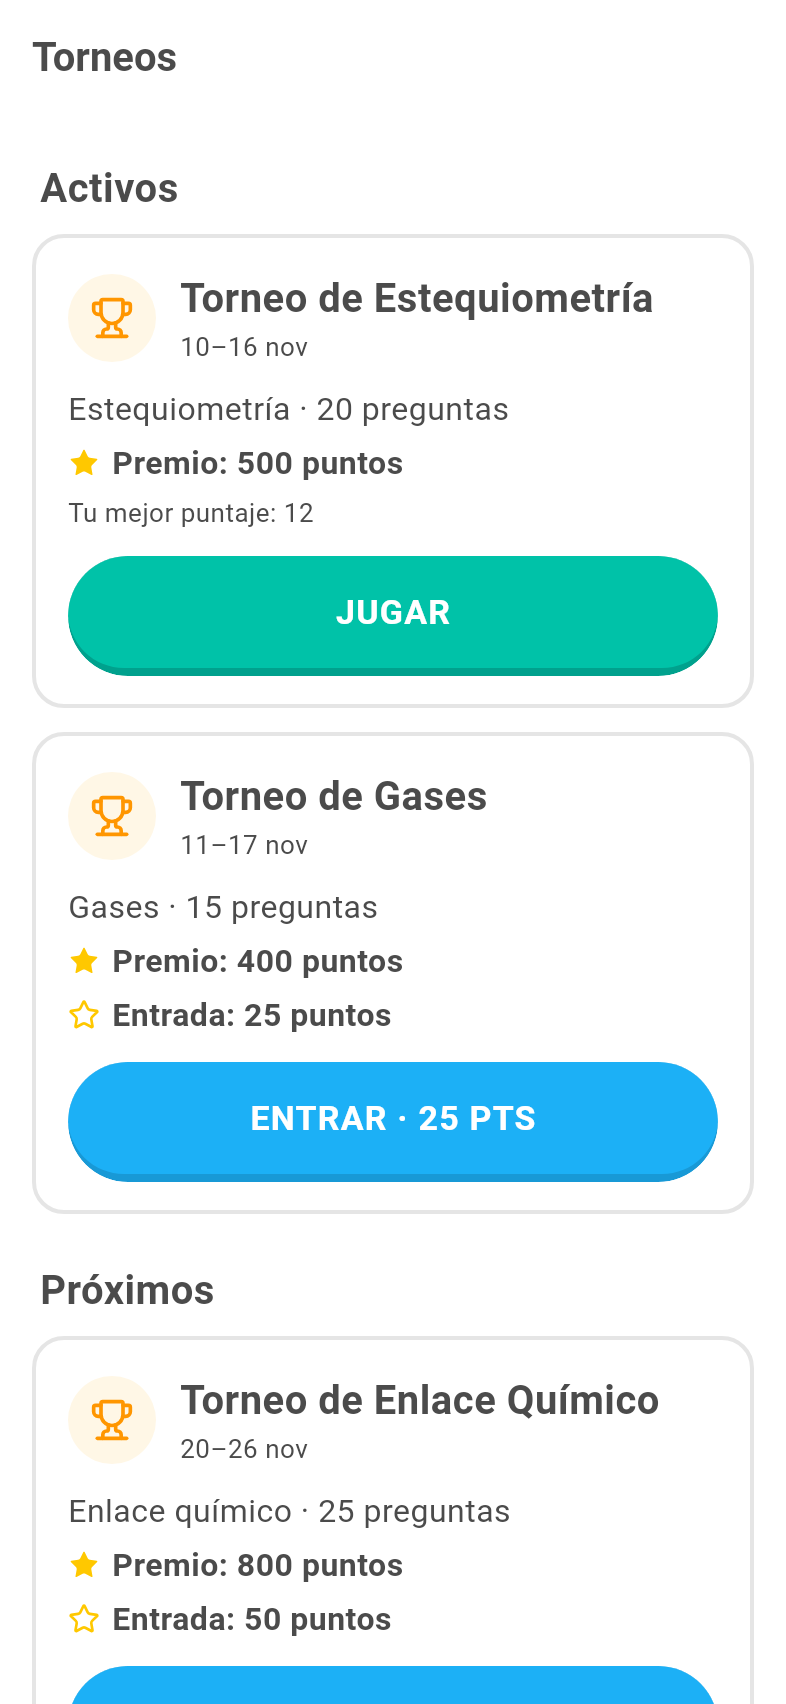 Torneos
Activos
Torneo de Estequiometría
10–16 nov
Estequiometría · 20 preguntas
Premio: 500 puntos
Tu mejor puntaje: 12
JUGAR
Torneo de Gases
11–17 nov
Gases · 15 preguntas
Premio: 400 puntos
Entrada: 25 puntos
ENTRAR · 25 PTS
Próximos
Torneo de Enlace Químico
20–26 nov
Enlace químico · 25 preguntas
Premio: 800 puntos
Entrada: 50 puntos